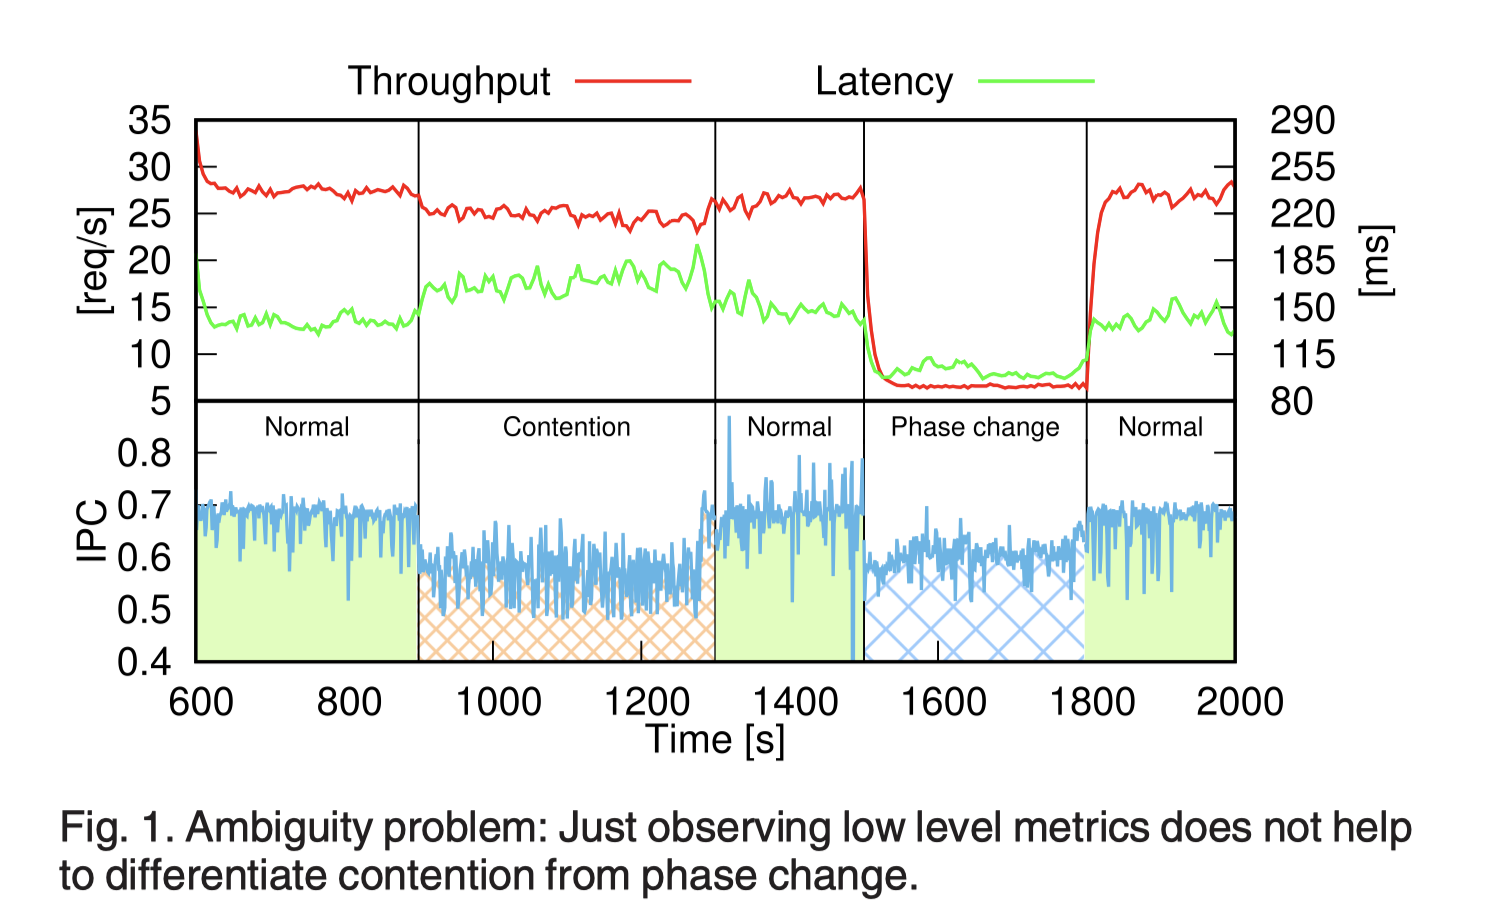 Throughput Latency
35 290
30 255
25 220
20 185
15 150
10 115
5 80
[req/s]
[ms]
Normal Contention Normal Phase change Normal
0.8
0.7
0.6
0.5
0.4
IPC
600 800 1000 1200 1400 1600 1800 2000
Time [s]
Fig. 1. Ambiguity problem: Just observing low level metrics does not help
to differentiate contention from phase change.